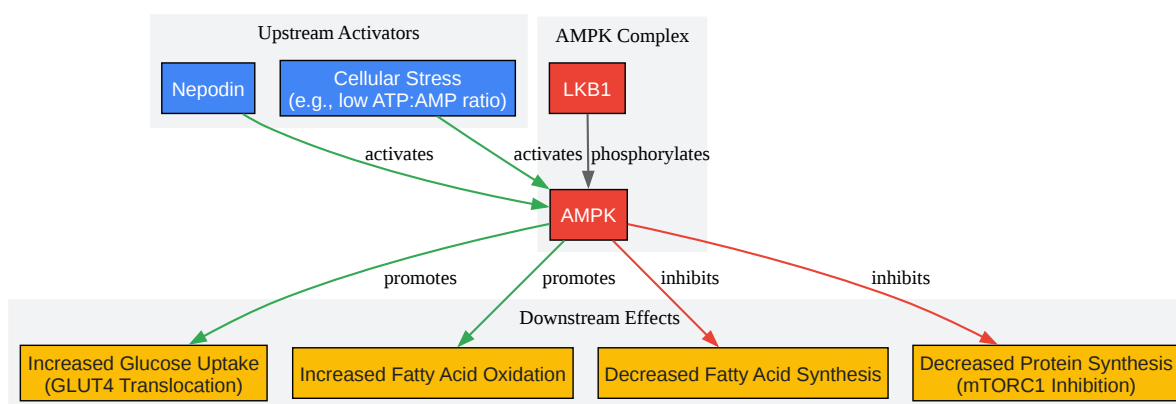 Upstream Activators
AMPK Complex
Nepodin
Cellular Stress
(e.g., low ATP:AMP ratio)
LKB1
activates
activates
phosphorylates
AMPK
promotes
promotes
inhibits
inhibits
Downstream Effects
Increased Glucose Uptake
(GLUT4 Translocation)
Increased Fatty Acid Oxidation
Decreased Fatty Acid Synthesis
Decreased Protein Synthesis
(mTORC1 Inhibition)